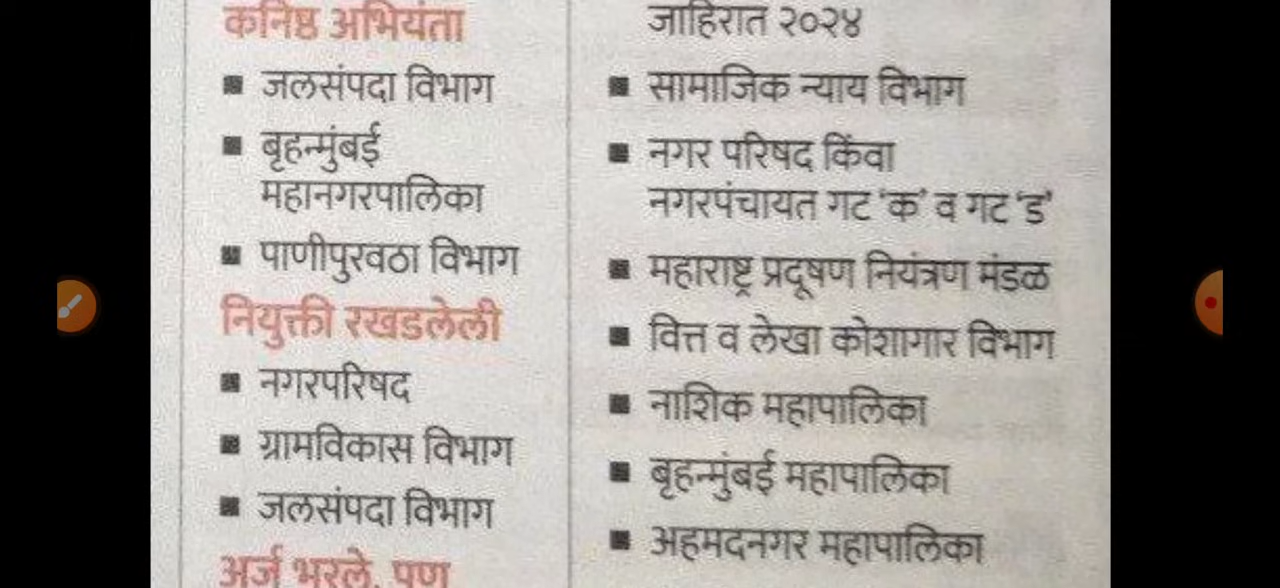 कनिष्ठ अभियंता
जलसंपदा विभाग
बृहन्मुंबई
महानगरपालिका
पाणीपुरवठा विभाग
नियुक्ती रखडलेली
नगरपरिषद
ग्रामविकास विभाग
जलसंपदा विभाग
अर्ज भरले, पण
जाहिरात २०२४
सामाजिक न्याय विभाग
नगर परिषद किंवा
नगरपंचायत गट ‘क’ व गट ‘ड’
महाराष्ट्र प्रदूषण नियंत्रण मंडळ
वित्त व लेखा कोशागार विभाग
नाशिक महापालिका
बृहन्मुंबई महापालिका
अहमदनगर महापालिका